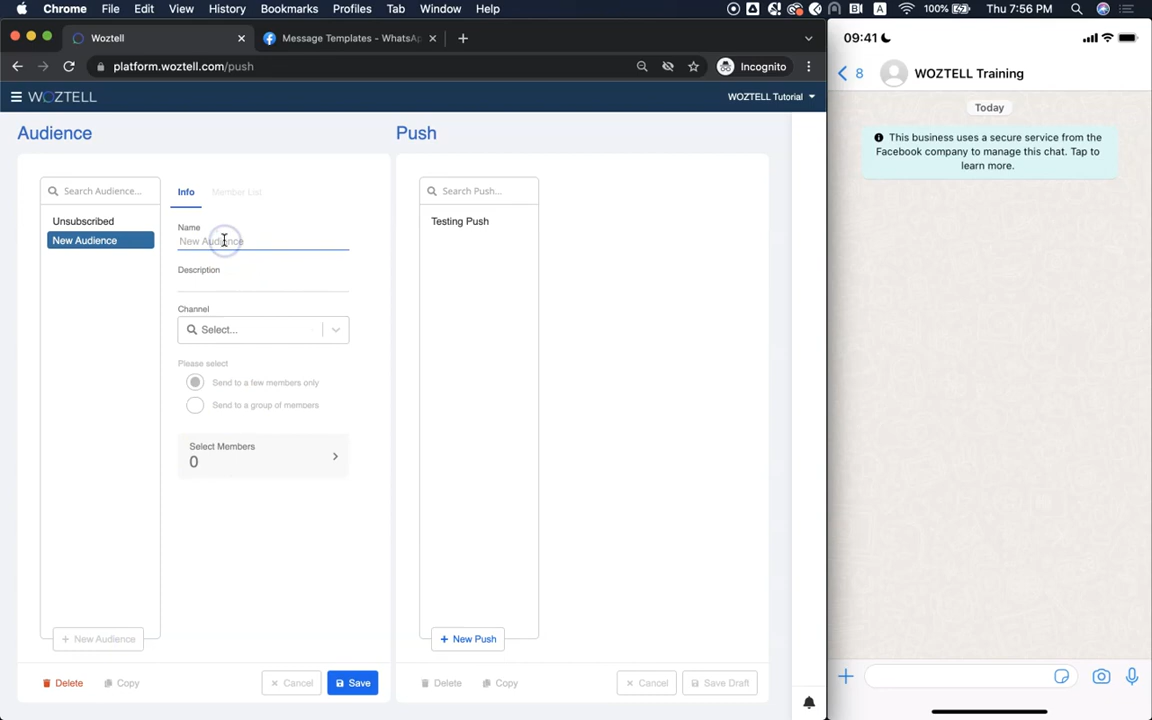 Chrome File Edit View History Bookmarks Profiles Tab Window Help
A 100% Thu 7:56 PM
Woztell
Message Templates - WhatsAp
platform.woztell.com/push
Incognito
WOZTELL
WOZTELL Tutorial
Audience
Search Audience...
Unsubscribed
New Audience
+ New Audience
Info
Member List
Name
New Audience
Description
Channel
Select...
Please select
Send to a few members only
Send to a group of members
Select Members
0
Delete
Copy
× Cancel
Save
Push
Search Push...
Testing Push
+ New Push
Delete
Copy
× Cancel
Save Draft
09:41
8
WOZTELL Training
Today
This business uses a secure service from the
Facebook company to manage this chat. Tap to
learn more.